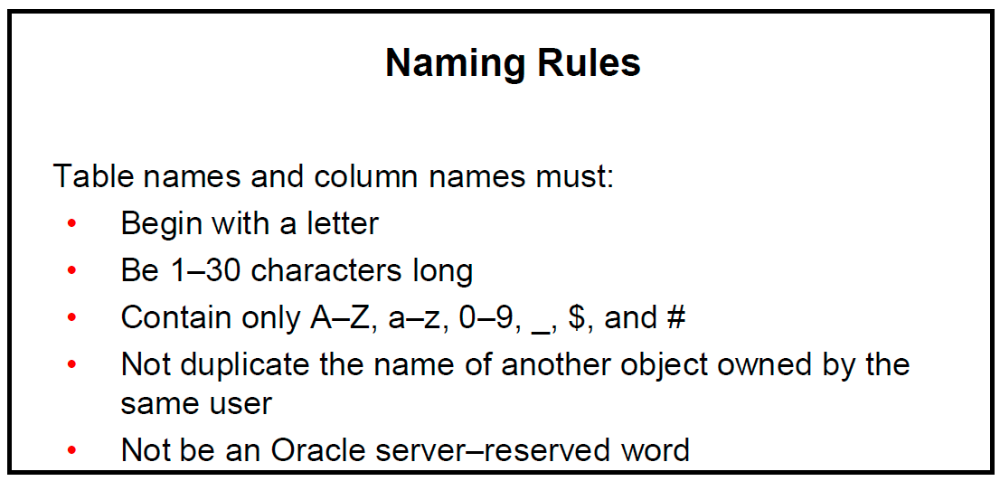 Naming Rules
Table names and column names must:
• Begin with a letter
• Be 1–30 characters long
• Contain only A–Z, a–z, 0–9, _, $, and #
• Not duplicate the name of another object owned by the
same user
• Not be an Oracle server–reserved word